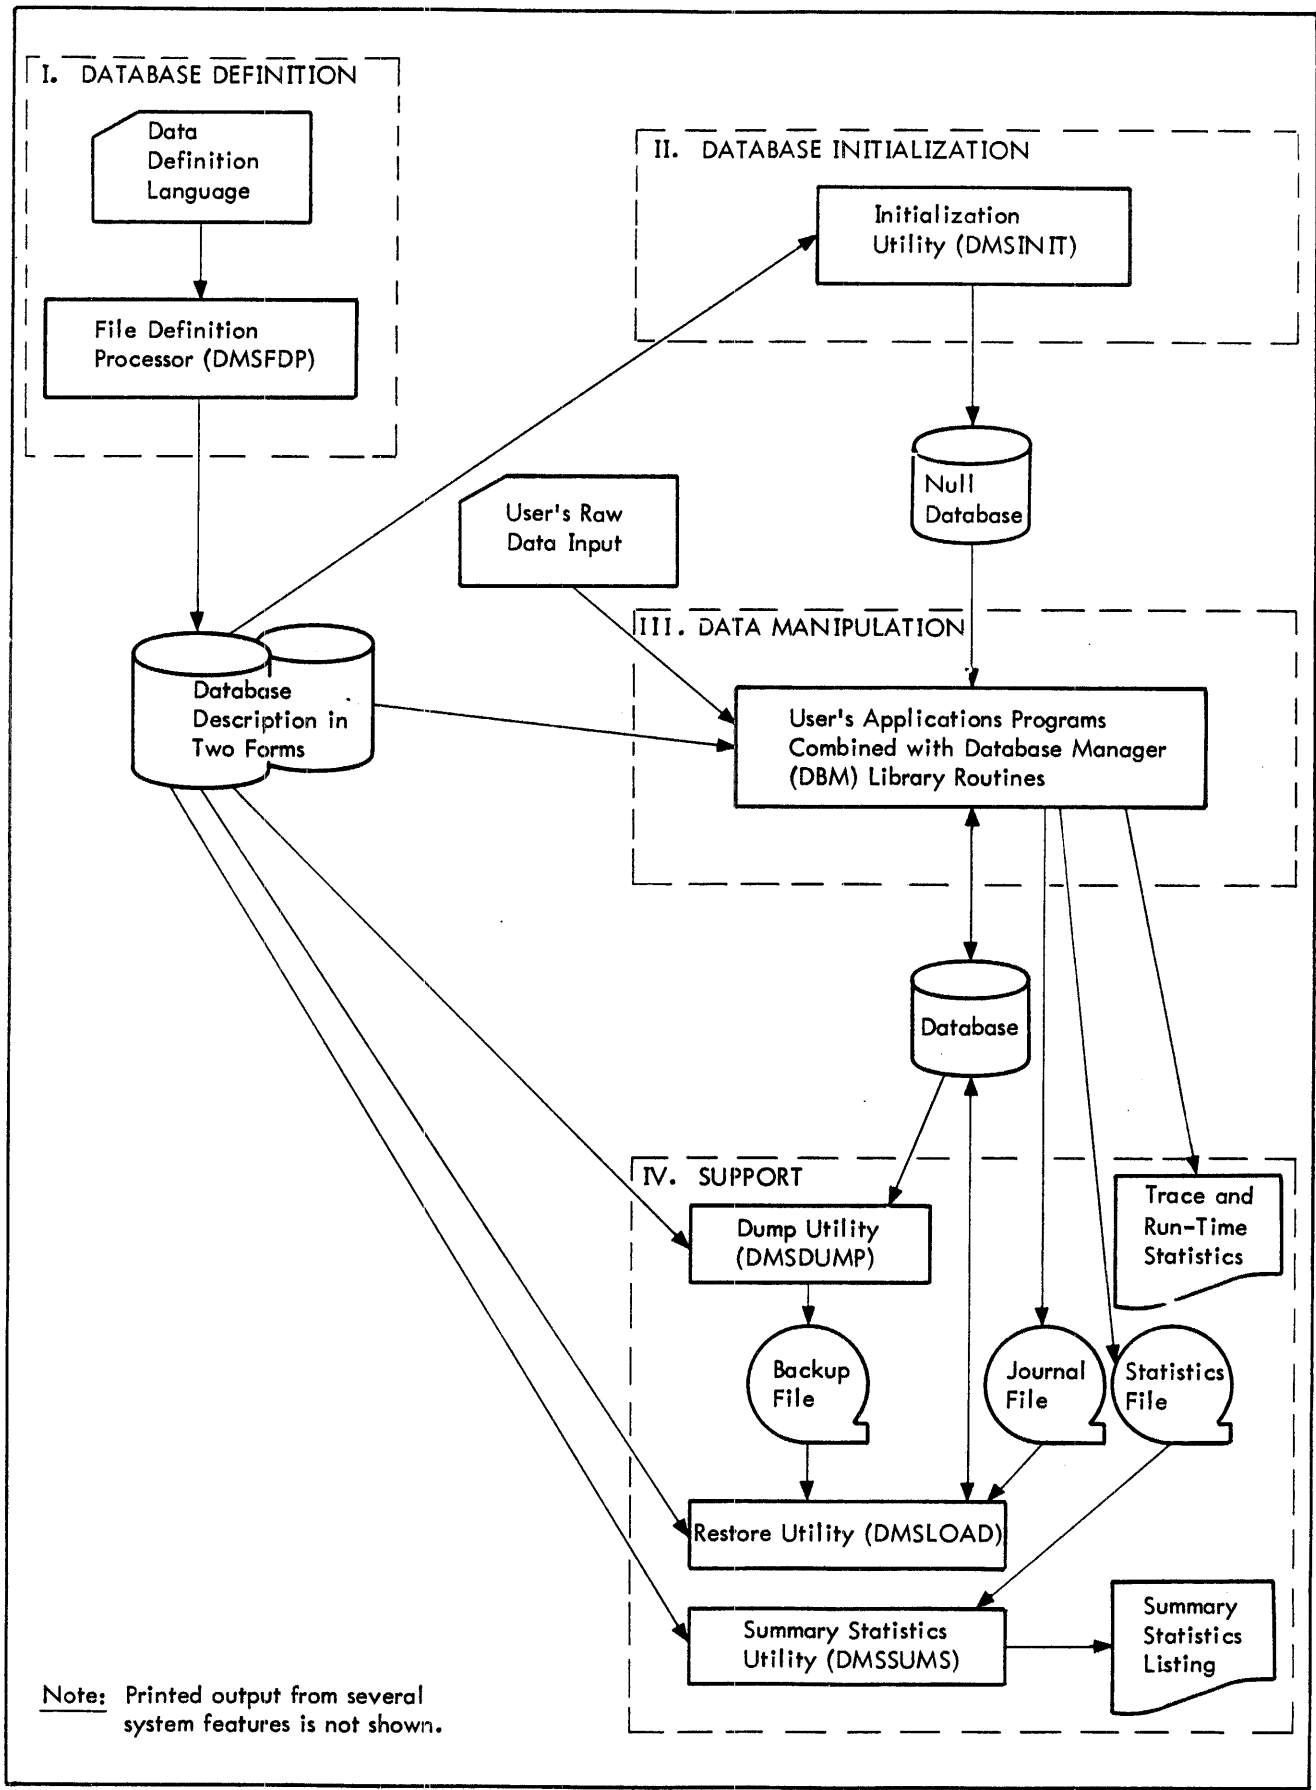 I. DATABASE DEFINITION
Data
Definition
Language
File Definition
Processor (DMSFDP)
II. DATABASE INITIALIZATION
Initialization
Utility (DMSINIT)
Null
Database
User's Raw
Data Input
III. DATA MANIPULATION
Database
Description in
Two Forms
User's Applications Programs
Combined with Database Manager
(DBM) Library Routines
Database
IV. SUPPORT
Dump Utility
(DMSDUMP)
Trace and
Run-Time
Statistics
Backup
File
Journal
File
Statistics
File
Restore Utility (DMSLOAD)
Summary Statistics
Utility (DMSSUMS)
Summary
Statistics
Listing
Note: Printed output from several
system features is not shown.